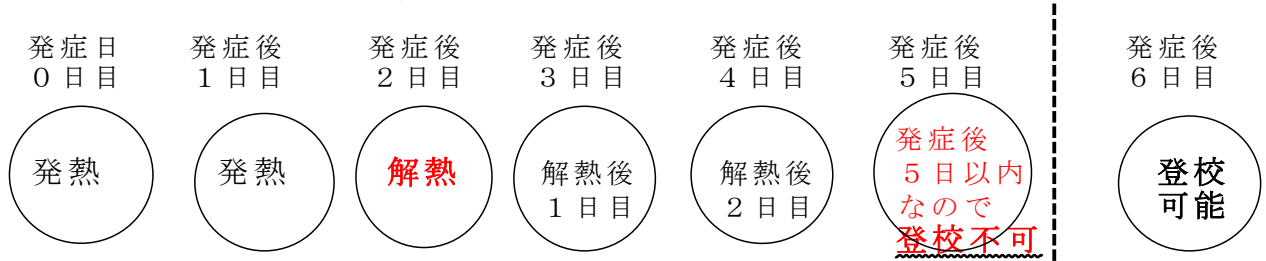 発症日
０日目
発症後
１日目
発症後
２日目
発症後
３日目
発症後
４日目
発症後
５日目
発症後
６日目
発熱
発熱
解熱
解熱後
１日目
解熱後
２日目
発症後
５日以内
なので
登校不可
登校
可能